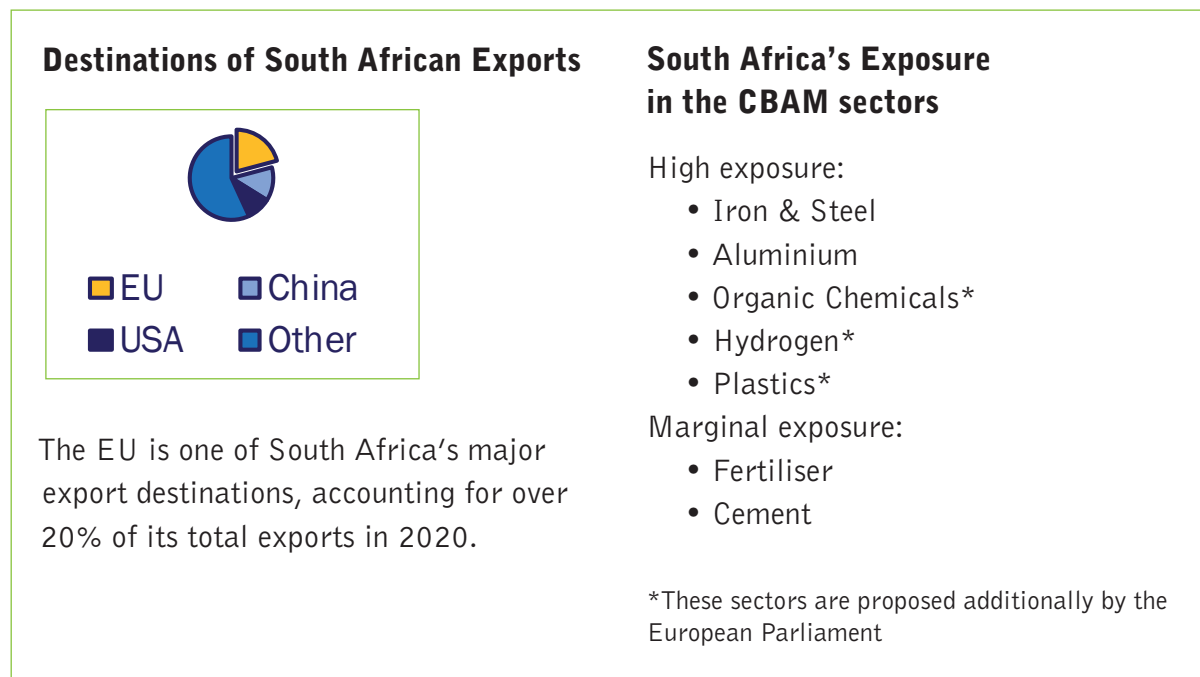 Destinations of South African Exports
EU
China
USA
Other
The EU is one of South Africa's major
export destinations, accounting for over
20% of its total exports in 2020.
South Africa's Exposure
in the CBAM sectors
High exposure:
• Iron & Steel
• Aluminium
• Organic Chemicals*
• Hydrogen*
• Plastics*
Marginal exposure:
• Fertiliser
• Cement
*These sectors are proposed additionally by the
European Parliament